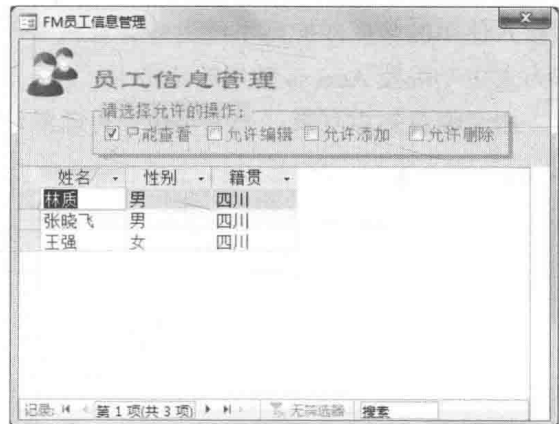 FM员工信息管理
员工信息管理
请选择允许的操作:
只能查看 允许编辑 允许添加 允许删除
姓名 性别 籍贯
林质 男 四川
张晓飞 男 四川
王强 女 四川
记录: 第 1 项(共 3 项) 无筛选器 搜索